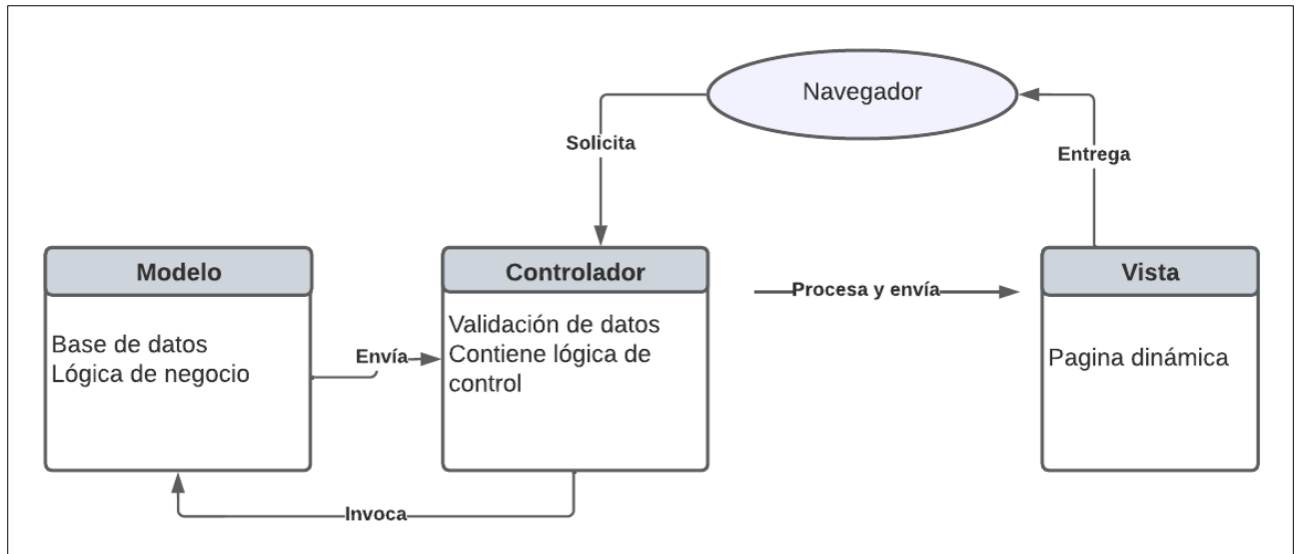 Navegador
Solicita
Entrega
Modelo
Base de datos
Lógica de negocio
Envía
Controlador
Validación de datos
Contiene lógica de
control
Procesa y envía
Vista
Pagina dinámica
Invoca